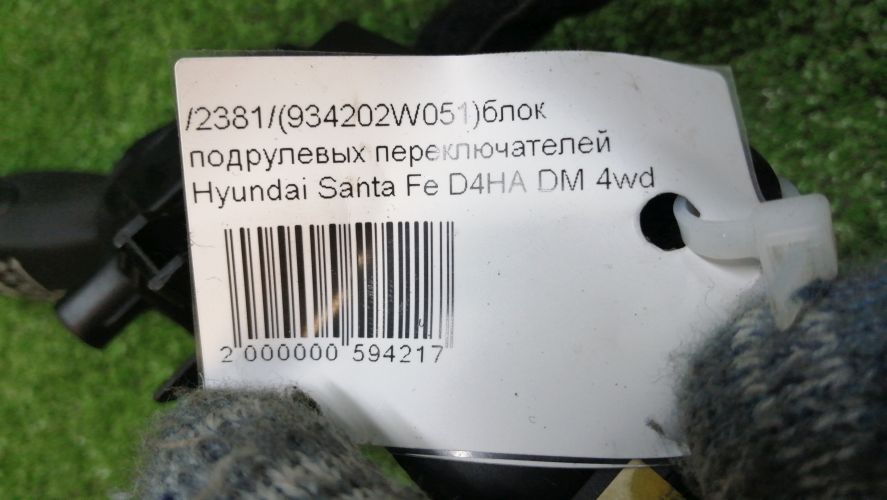 /2381/(934202W051)блок
подрулевых переключателей
Hyundai Santa Fe D4HA DM 4wd
2 000000 594217